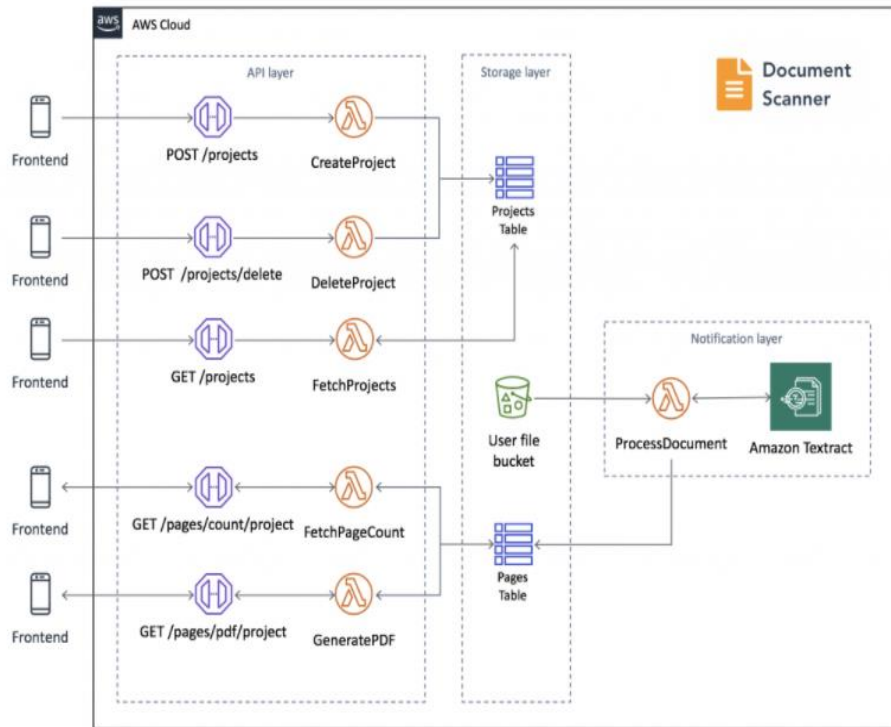 aws
AWS Cloud
API layer
Storage layer
Document
Scanner
Frontend
POST /projects
CreateProject
Projects
Table
Frontend
POST /projects/delete
DeleteProject
Frontend
GET /projects
FetchProjects
Notification layer
User file
bucket
ProcessDocument
Amazon Textract
Frontend
GET /pages/count/project
FetchPageCount
Pages
Table
Frontend
GET /pages/pdf/project
GeneratePDF